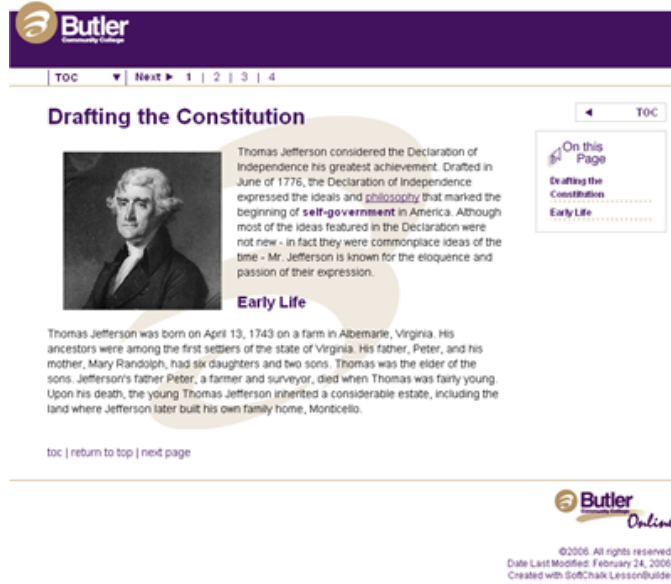 Butler
Community College
TOC ▼ Next ► 1 | 2 | 3 | 4
Drafting the Constitution
◄ TOC
On this
Page
Drafting the
Constitution
Early Life
Thomas Jefferson considered the Declaration of
Independence his greatest achievement. Drafted in
June of 1776, the Declaration of Independence
expressed the ideals and philosophy that marked the
beginning of self-government in America. Although
most of the ideas featured in the Declaration were
not new - in fact they were commonplace ideas of the
time - Mr. Jefferson is known for the eloquence and
passion of their expression.
Early Life
Thomas Jefferson was born on April 13, 1743 on a farm in Albemarle, Virginia. His
ancestors were among the first settlers of the state of Virginia. His father, Peter, and his
mother, Mary Randolph, had six daughters and two sons. Thomas was the elder of the
sons. Jefferson's father Peter, a farmer and surveyor, died when Thomas was fairly young.
Upon his death, the young Thomas Jefferson inherited a considerable estate, including the
land where Jefferson later built his own family home, Monticello.
toc | return to top | next page
Butler
Community College
Online
©2006. All rights reserved
Date Last Modified: February 24, 2006
Created with SoftChalk LessonBuilder